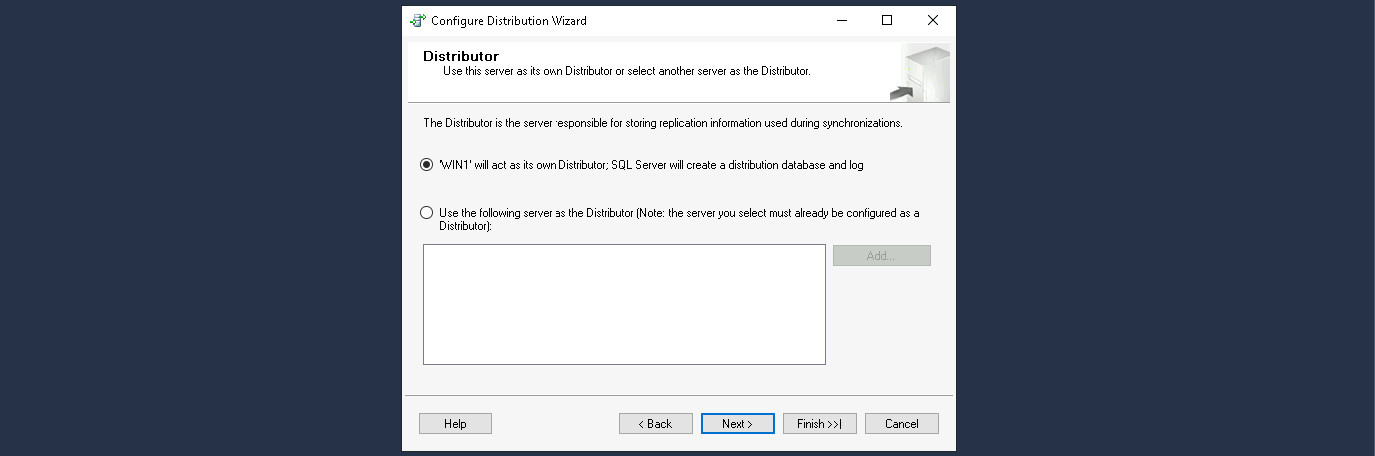 Configure Distribution Wizard
Distributor
Use this server as its own Distributor or select another server as the Distributor.
The Distributor is the server responsible for storing replication information used during synchronizations.
'WIN1' will act as its own Distributor; SQL Server will create a distribution database and log
Use the following server as the Distributor (Note: the server you select must already be configured as a
Distributor):
Add...
Help
< Back
Next >
Finish >>|
Cancel